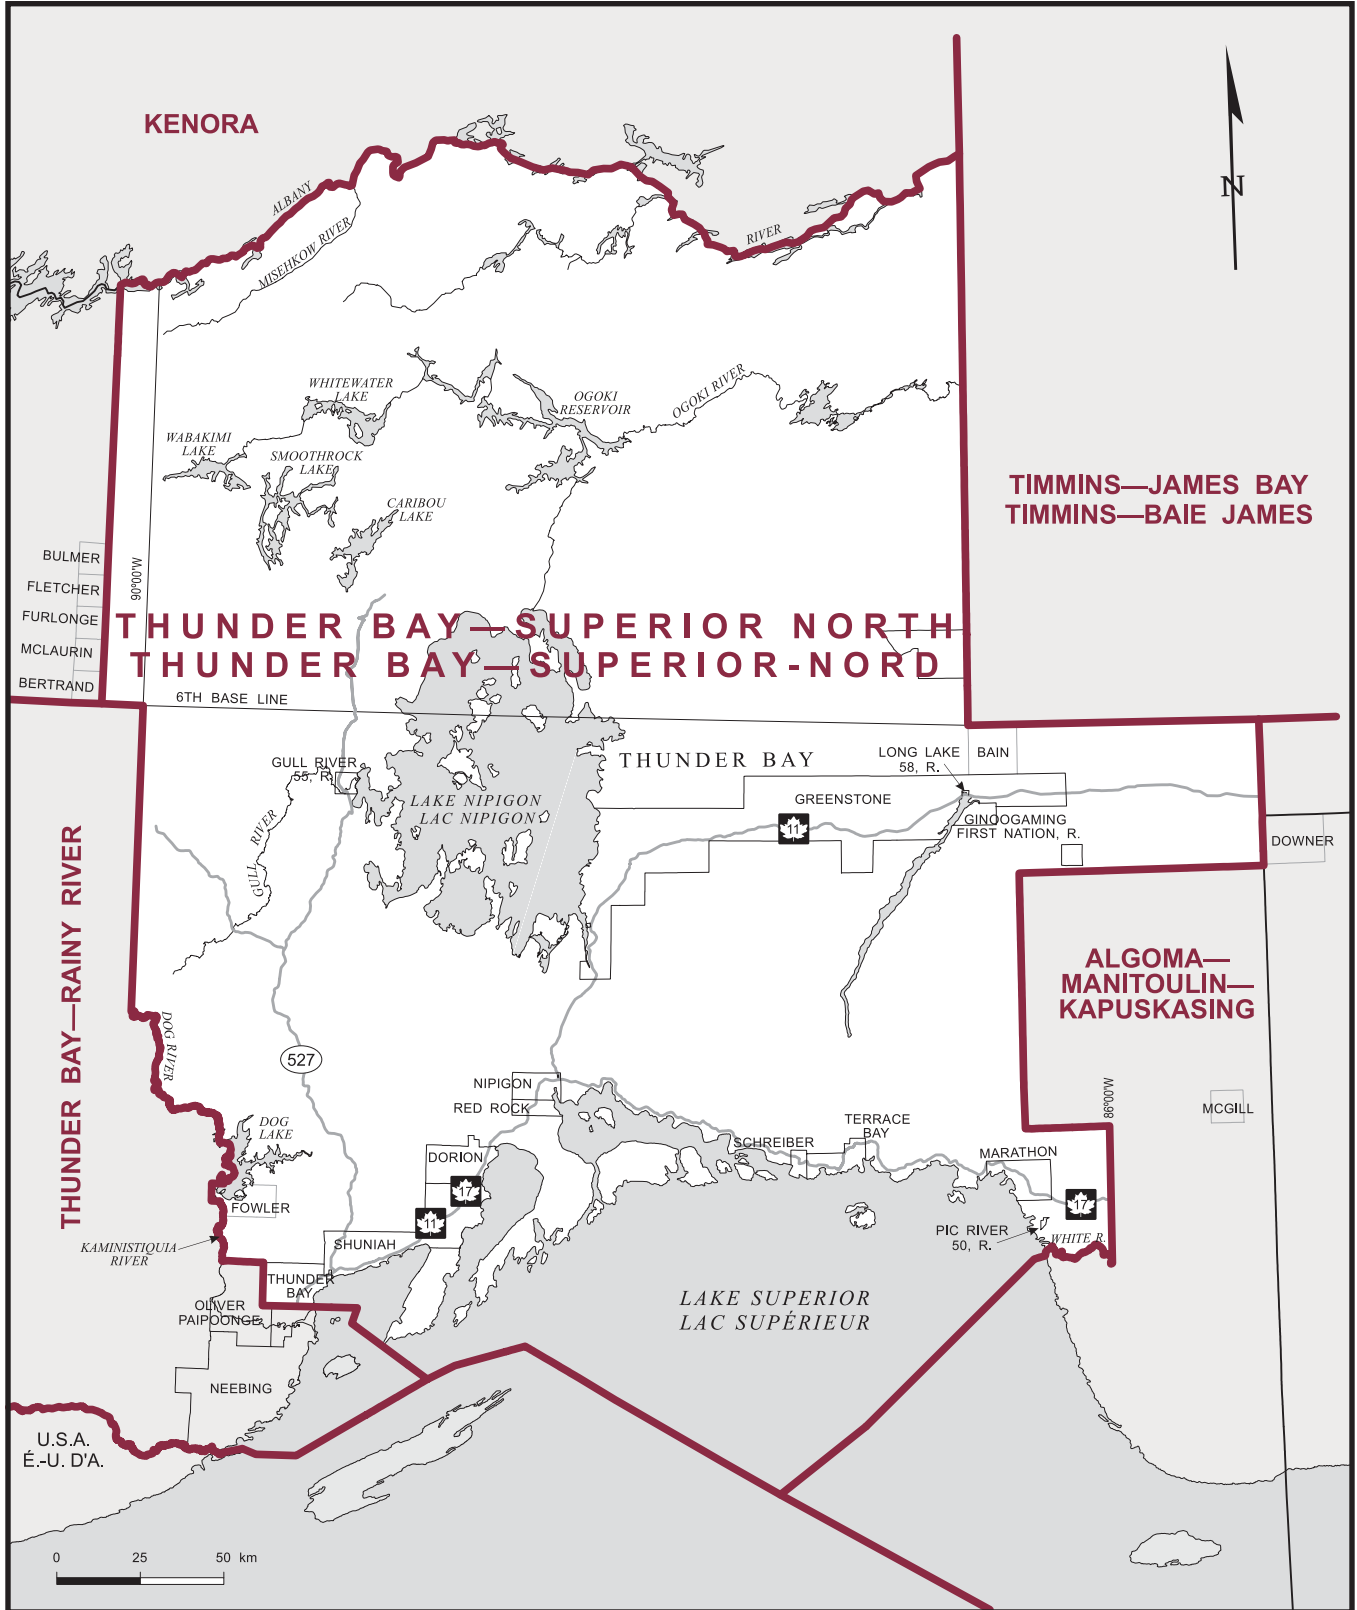 KENORA
N
ALBANY
MISEHKOW RIVER
RIVER
WHITEWATER
LAKE
OGOKI
RESERVOIR
OGOKI RIVER
WABAKIMI
LAKE
SMOOTHROCK
LAKE
CARIBOU
LAKE
TIMMINS—JAMES BAY
TIMMINS—BAIE JAMES
BULMER
FLETCHER
FURLONGE
MCLAURIN
BERTRAND
90º00'W
THUNDER BAY—SUPERIOR NORTH
THUNDER BAY—SUPERIOR-NORD
6TH BASE LINE
THUNDER BAY
GULL RIVER
55, R.
LONG LAKE
58, R.
BAIN
LAKE NIPIGON
LAC NIPIGON
GREENSTONE
11
GINOOGAMING
FIRST NATION, R.
DOWNER
GULL RIVER
THUNDER BAY—RAINY RIVER
ALGOMA—
MANITOULIN—
KAPUSKASING
DOG RIVER
527
NIPIGON
RED ROCK
86º00'W
MCGILL
DOG
LAKE
DORION
SCHREIBER
TERRACE
BAY
MARATHON
17
17
FOWLER
11
KAMINISTIQUIA
RIVER
SHUNIAH
PIC RIVER
50, R.
WHITE R.
THUNDER
BAY
OLIVER
PAIPOONGE
LAKE SUPERIOR
LAC SUPÉRIEUR
NEEBING
U.S.A.
É.-U. D'A.
0 25 50 km